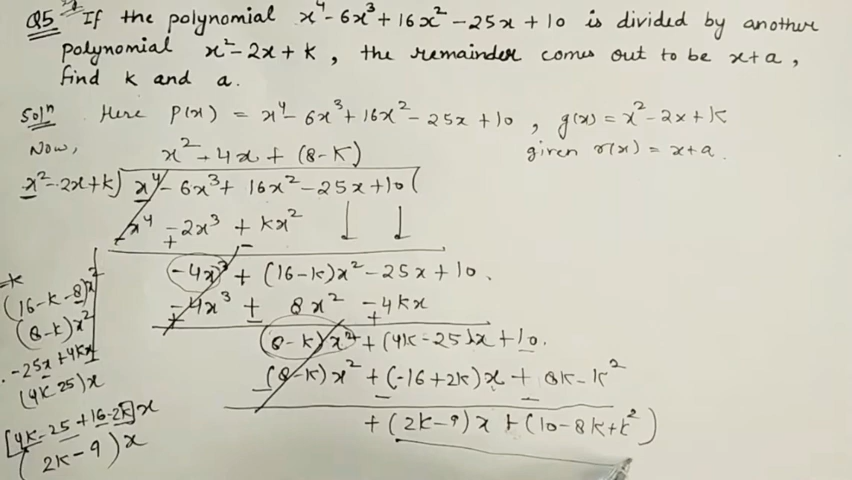 Q5 If the polynomial x⁴ - 6x³ + 16x² - 25x + 10 is divided by another
polynomial x² - 2x + k, the remainder comes out to be x + a,
find k and a.
Solⁿ Here P(x) = x⁴ - 6x³ + 16x² - 25x + 10, g(x) = x² - 2x + k
Now, given r(x) = x + a
x² - 4x + (8 - k)
x² - 2x + k) x⁴ - 6x³ + 16x² - 25x + 10 (
x⁴ - 2x³ + kx² ↓ ↓
- + -
-4x³ + (16-k)x² - 25x + 10.
-4x³ + 8x² - 4kx
+ - +
(8-k)x² + (4k-25)x + 10.
(8-k)x² + (-16+2k)x + 8k - k²
- - -
+ (2k-9)x + (10-8k+k²)
-k
(16-k-8)x²
(8-k)x²
-25x + 4kx
(4k-25)x
[4k-25+16-2k]x
(2k-9)x